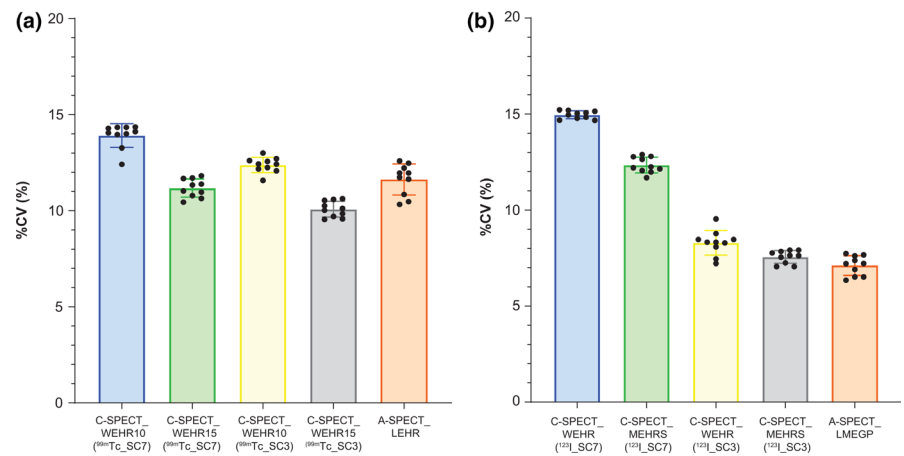 (a)
20
15
10
5
0
%CV (%)
C-SPECT_
WEHR10
(⁹⁹ᵐTc_SC7)
C-SPECT_
WEHR15
(⁹⁹ᵐTc_SC7)
C-SPECT_
WEHR10
(⁹⁹ᵐTc_SC3)
C-SPECT_
WEHR15
(⁹⁹ᵐTc_SC3)
A-SPECT_
LEHR
(b)
20
15
10
5
0
%CV (%)
C-SPECT_
WEHR
(¹²³I_SC7)
C-SPECT_
MEHRS
(¹²³I_SC7)
C-SPECT_
WEHR
(¹²³I_SC3)
C-SPECT_
MEHRS
(¹²³I_SC3)
A-SPECT_
LMEGP